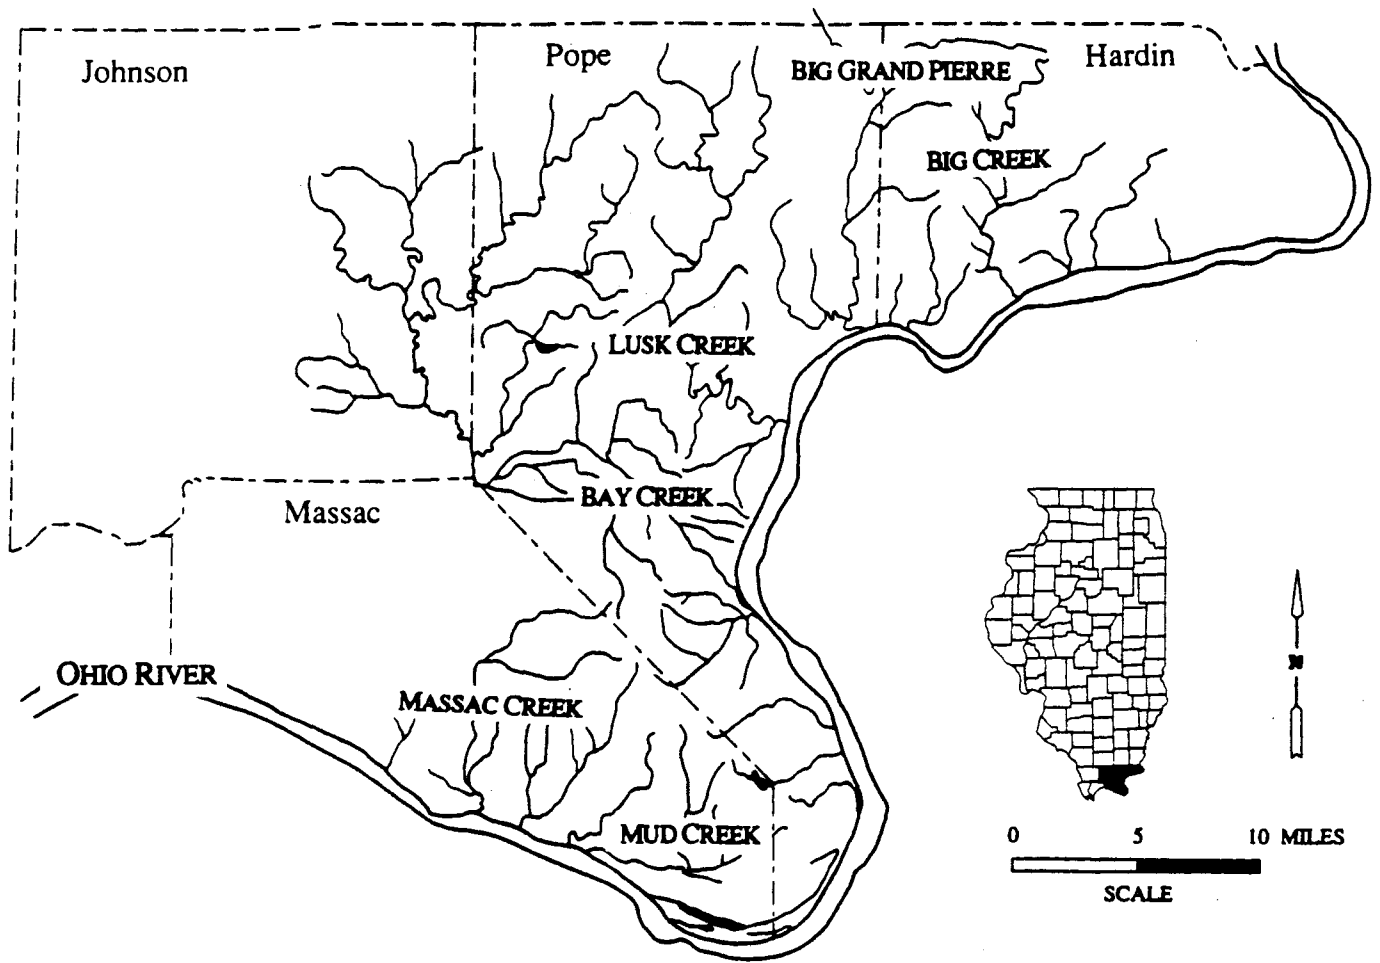 Johnson
Pope
BIG GRAND PIERRE
Hardin
BIG CREEK
LUSK CREEK
BAY CREEK
Massac
OHIO RIVER
MASSAC CREEK
MUD CREEK
N
0 5 10 MILES
SCALE